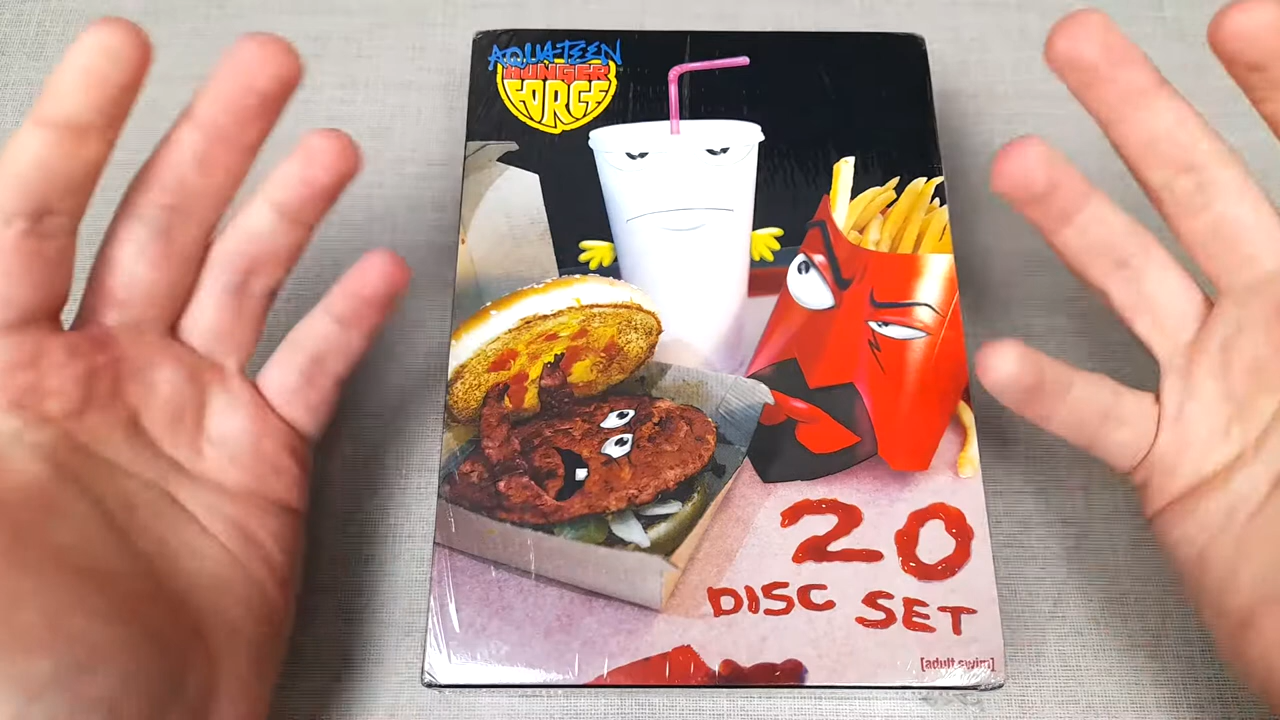 AQUA TEEN
HUNGER
FORCE
20
DISC SET
[adult swim]